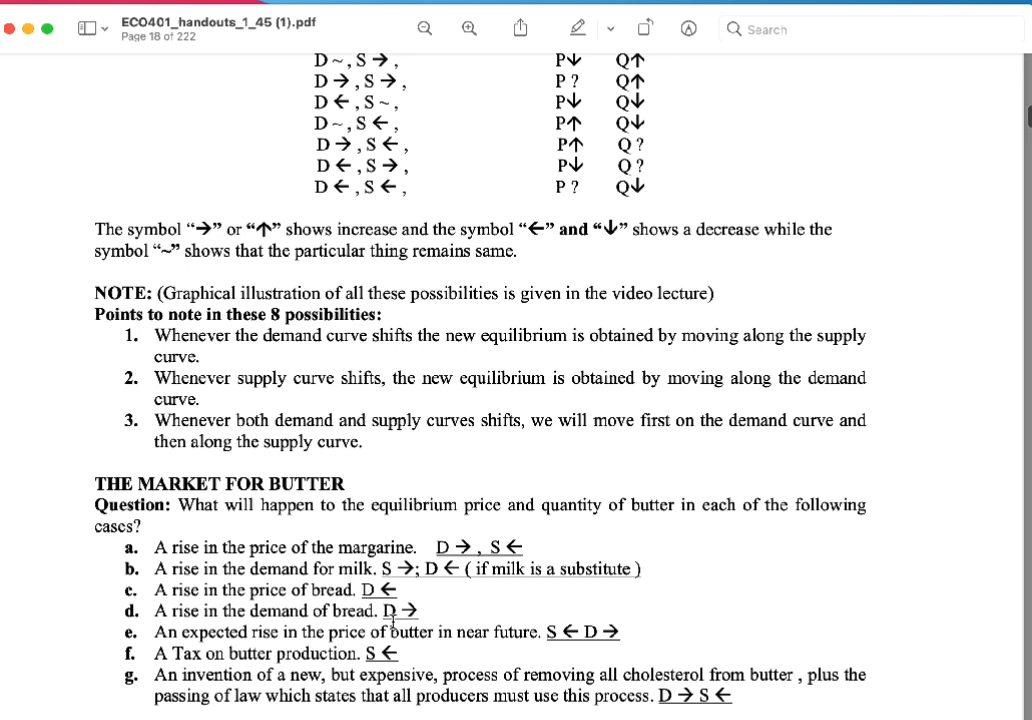 ECO401_handouts_1_45 (1).pdf
Page 18 of 222
Search
D ~ , S → , P↓ Q↑
D → , S → , P ? Q↑
D ← , S ~ , P↓ Q↓
D ~ , S ← , P↑ Q↓
D → , S ← , P↑ Q ?
D ← , S → , P↓ Q ?
D ← , S ← , P ? Q↓
The symbol “→” or “↑” shows increase and the symbol “←” and “↓” shows a decrease while the
symbol “~” shows that the particular thing remains same.
NOTE: (Graphical illustration of all these possibilities is given in the video lecture)
Points to note in these 8 possibilities:
1. Whenever the demand curve shifts the new equilibrium is obtained by moving along the supply
curve.
2. Whenever supply curve shifts, the new equilibrium is obtained by moving along the demand
curve.
3. Whenever both demand and supply curves shifts, we will move first on the demand curve and
then along the supply curve.
THE MARKET FOR BUTTER
Question: What will happen to the equilibrium price and quantity of butter in each of the following
cases?
a. A rise in the price of the margarine. D → , S ←
b. A rise in the demand for milk. S →; D ← ( if milk is a substitute )
c. A rise in the price of bread. D ←
d. A rise in the demand of bread. D →
e. An expected rise in the price of butter in near future. S ← D →
f. A Tax on butter production. S ←
g. An invention of a new, but expensive, process of removing all cholesterol from butter , plus the
passing of law which states that all producers must use this process. D → S ←